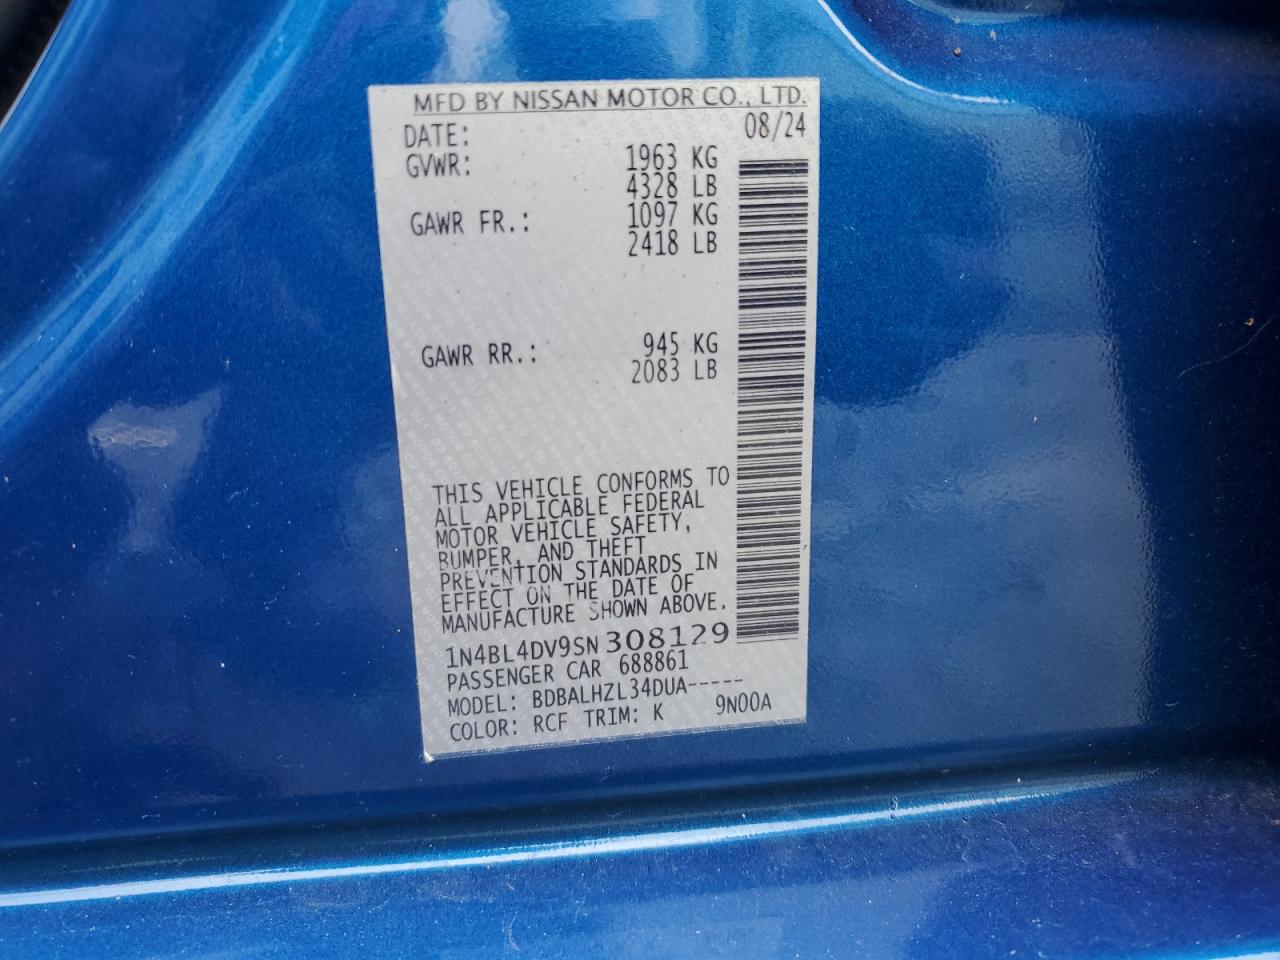 MFD BY NISSAN MOTOR CO., LTD.
DATE: 08/24
GVWR: 1963 KG
4328 LB
GAWR FR.: 1097 KG
2418 LB
GAWR RR.: 945 KG
2083 LB
THIS VEHICLE CONFORMS TO
ALL APPLICABLE FEDERAL
MOTOR VEHICLE SAFETY,
BUMPER, AND THEFT
PREVENTION STANDARDS IN
EFFECT ON THE DATE OF
MANUFACTURE SHOWN ABOVE.
1N4BL4DV9SN308129
PASSENGER CAR 688861
MODEL: BDBALHZL34DUA-----
COLOR: RCF TRIM: K 9N00A